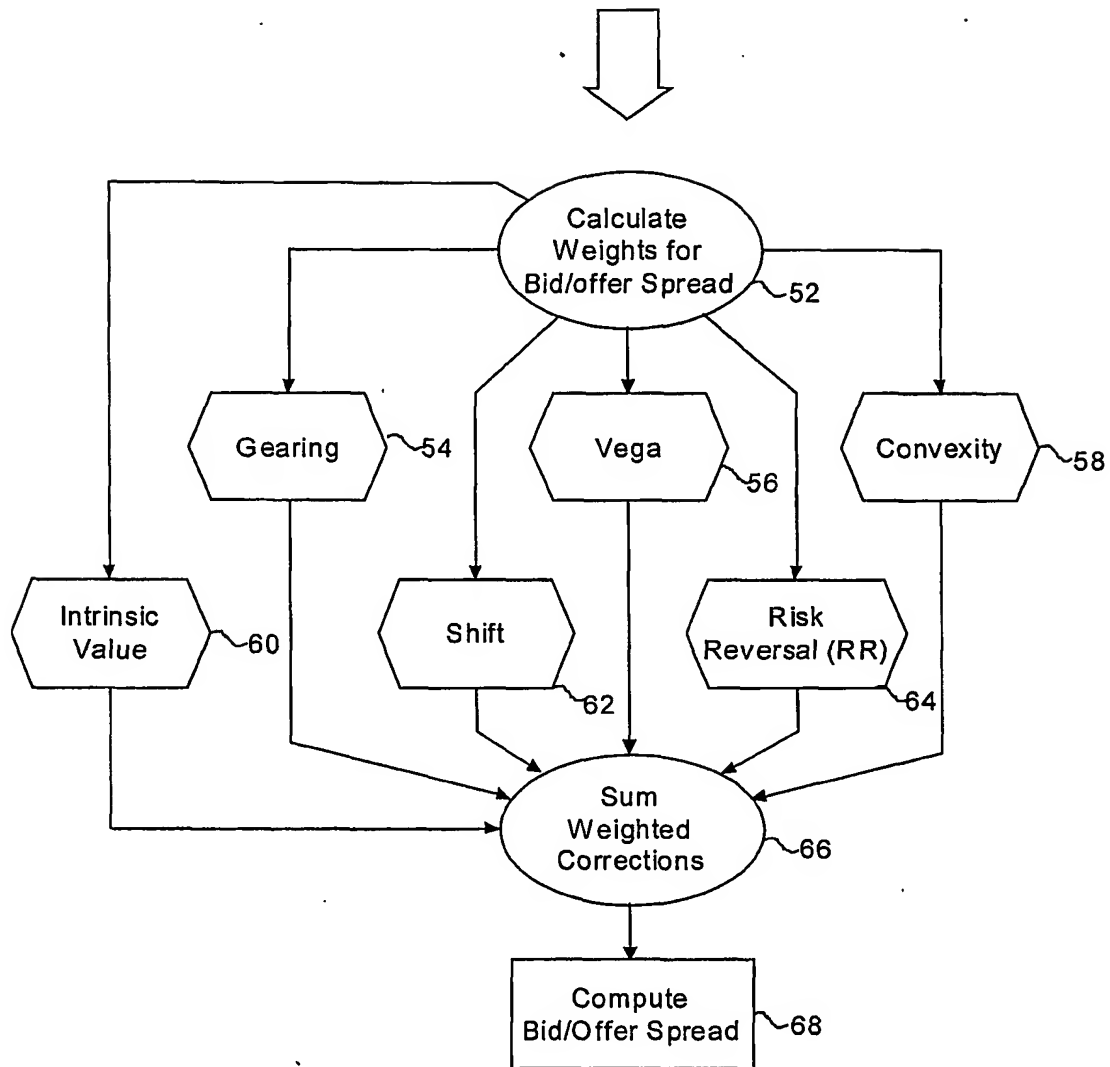 Calculate
Weights for
Bid/offer Spread
52
Gearing
54
Vega
56
Convexity
58
Intrinsic
Value
60
Shift
62
Risk
Reversal (RR)
64
Sum
Weighted
Corrections
66
Compute
Bid/Offer Spread
68